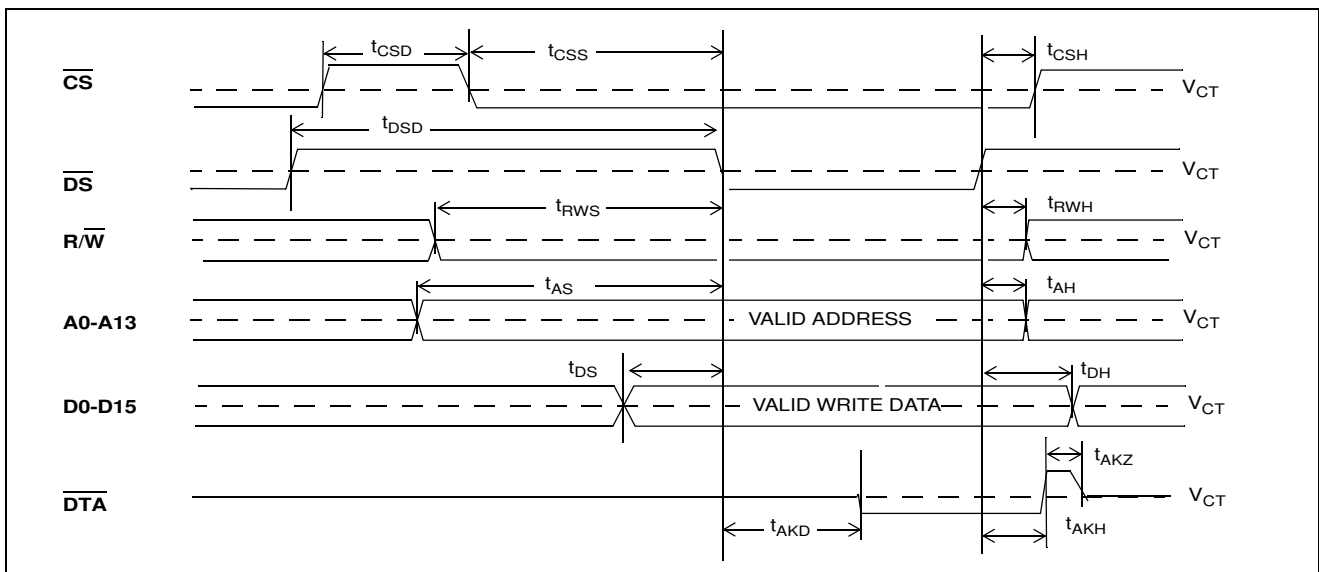 tCSD
tCSS
tCSH
CS
VCT
tDSD
DS
VCT
tRWS
tRWH
R/W
VCT
tAS
tAH
A0-A13
VALID ADDRESS
VCT
tDS
tDH
D0-D15
VALID WRITE DATA
VCT
tAKZ
DTA
VCT
tAKD
tAKH